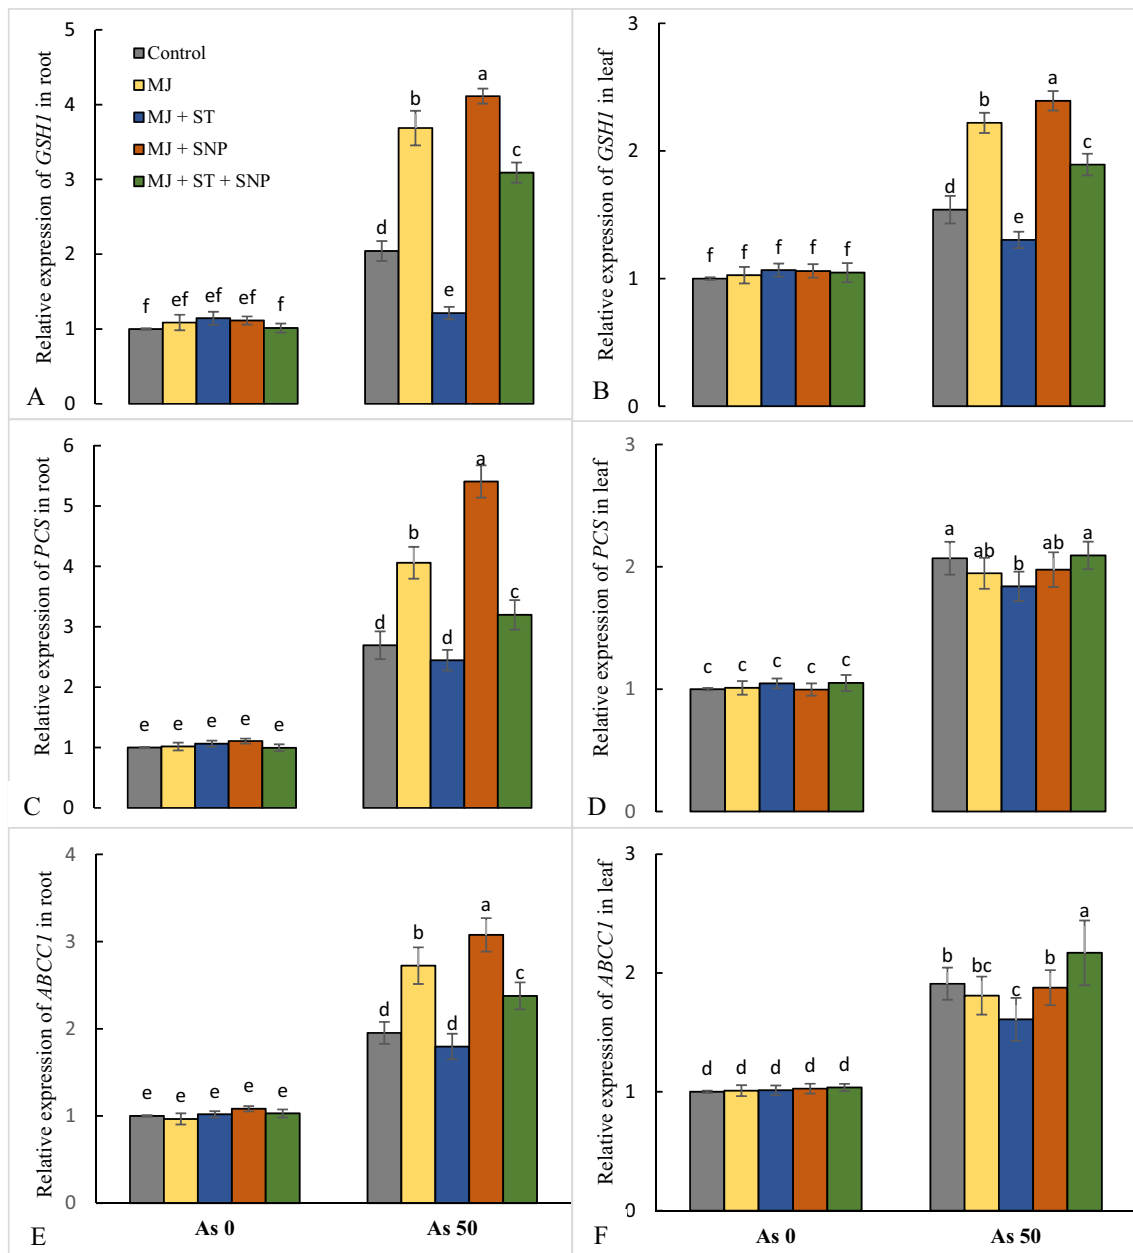 Relative expression of GSH1 in root
5
4
3
2
1
0
Control
MJ
MJ + ST
MJ + SNP
MJ + ST + SNP
f ef ef ef f
d b e a c
A
Relative expression of GSH1 in leaf
3
2
1
0
f f f f f
d b e a c
B
Relative expression of PCS in root
6
5
4
3
2
1
0
e e e e e
d b d a c
C
Relative expression of PCS in leaf
3
2
1
0
c c c c c
a ab b ab a
D
Relative expression of ABCC1 in root
4
3
2
1
0
e e e e e
d b d a c
As 0 As 50
E
Relative expression of ABCC1 in leaf
3
2
1
0
d d d d d
b bc c b a
As 0 As 50
F